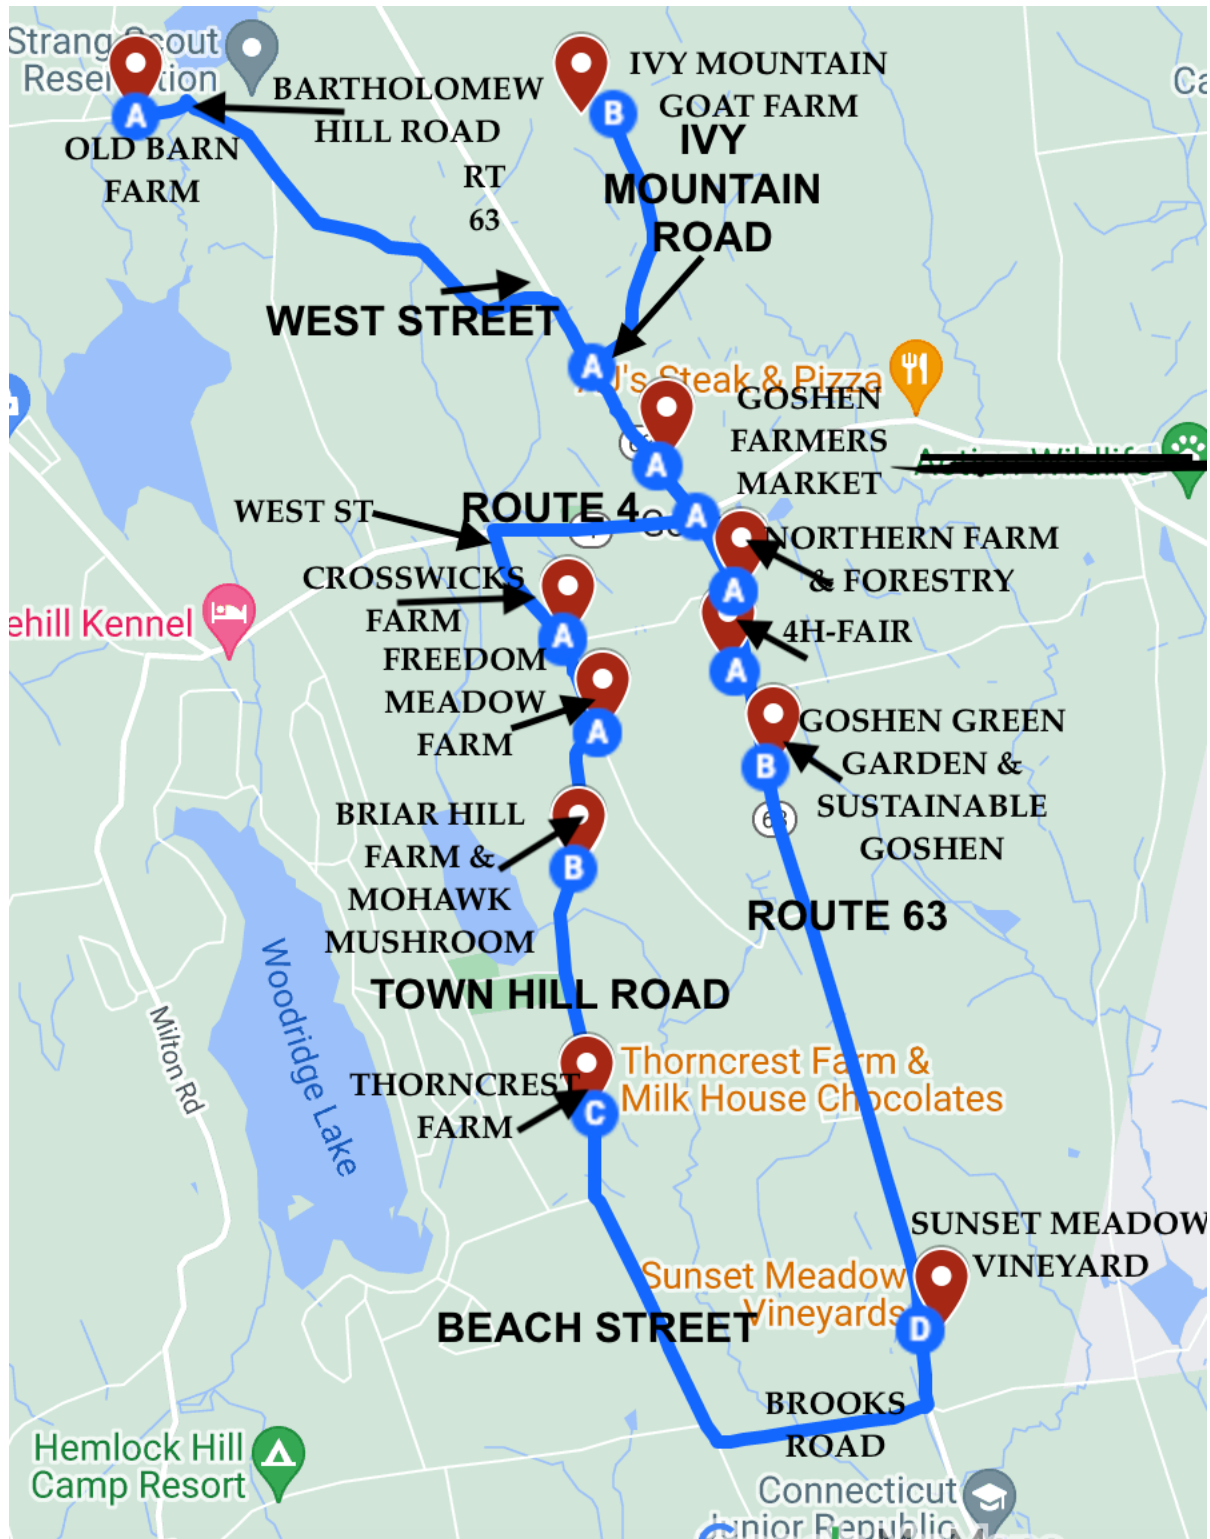 Strang Scout
Reservation
A
OLD BARN
FARM
BARTHOLOMEW
HILL ROAD
RT
63
IVY MOUNTAIN
GOAT FARM
B
IVY
MOUNTAIN
ROAD
WEST STREET
A
J's Steak & Pizza
GOSHEN
FARMERS
MARKET
A
Action Wildlife
WEST ST
ROUTE 4
A
NORTHERN FARM
& FORESTRY
A
CROSSWICKS
FARM
A
4H-FAIR
A
ehill Kennel
FREEDOM
MEADOW
FARM
A
GOSHEN GREEN
GARDEN &
SUSTAINABLE
GOSHEN
B
63
BRIAR HILL
FARM &
MOHAWK
MUSHROOM
B
ROUTE 63
TOWN HILL ROAD
Woodridge Lake
Milton Rd
Thorncrest Farm &
Milk House Chocolates
THORNCREST
FARM
C
SUNSET MEADOW
VINEYARD
Sunset Meadow
Vineyards
D
BEACH STREET
BROOKS
ROAD
Hemlock Hill
Camp Resort
Connecticut
Junior Republic
Ca